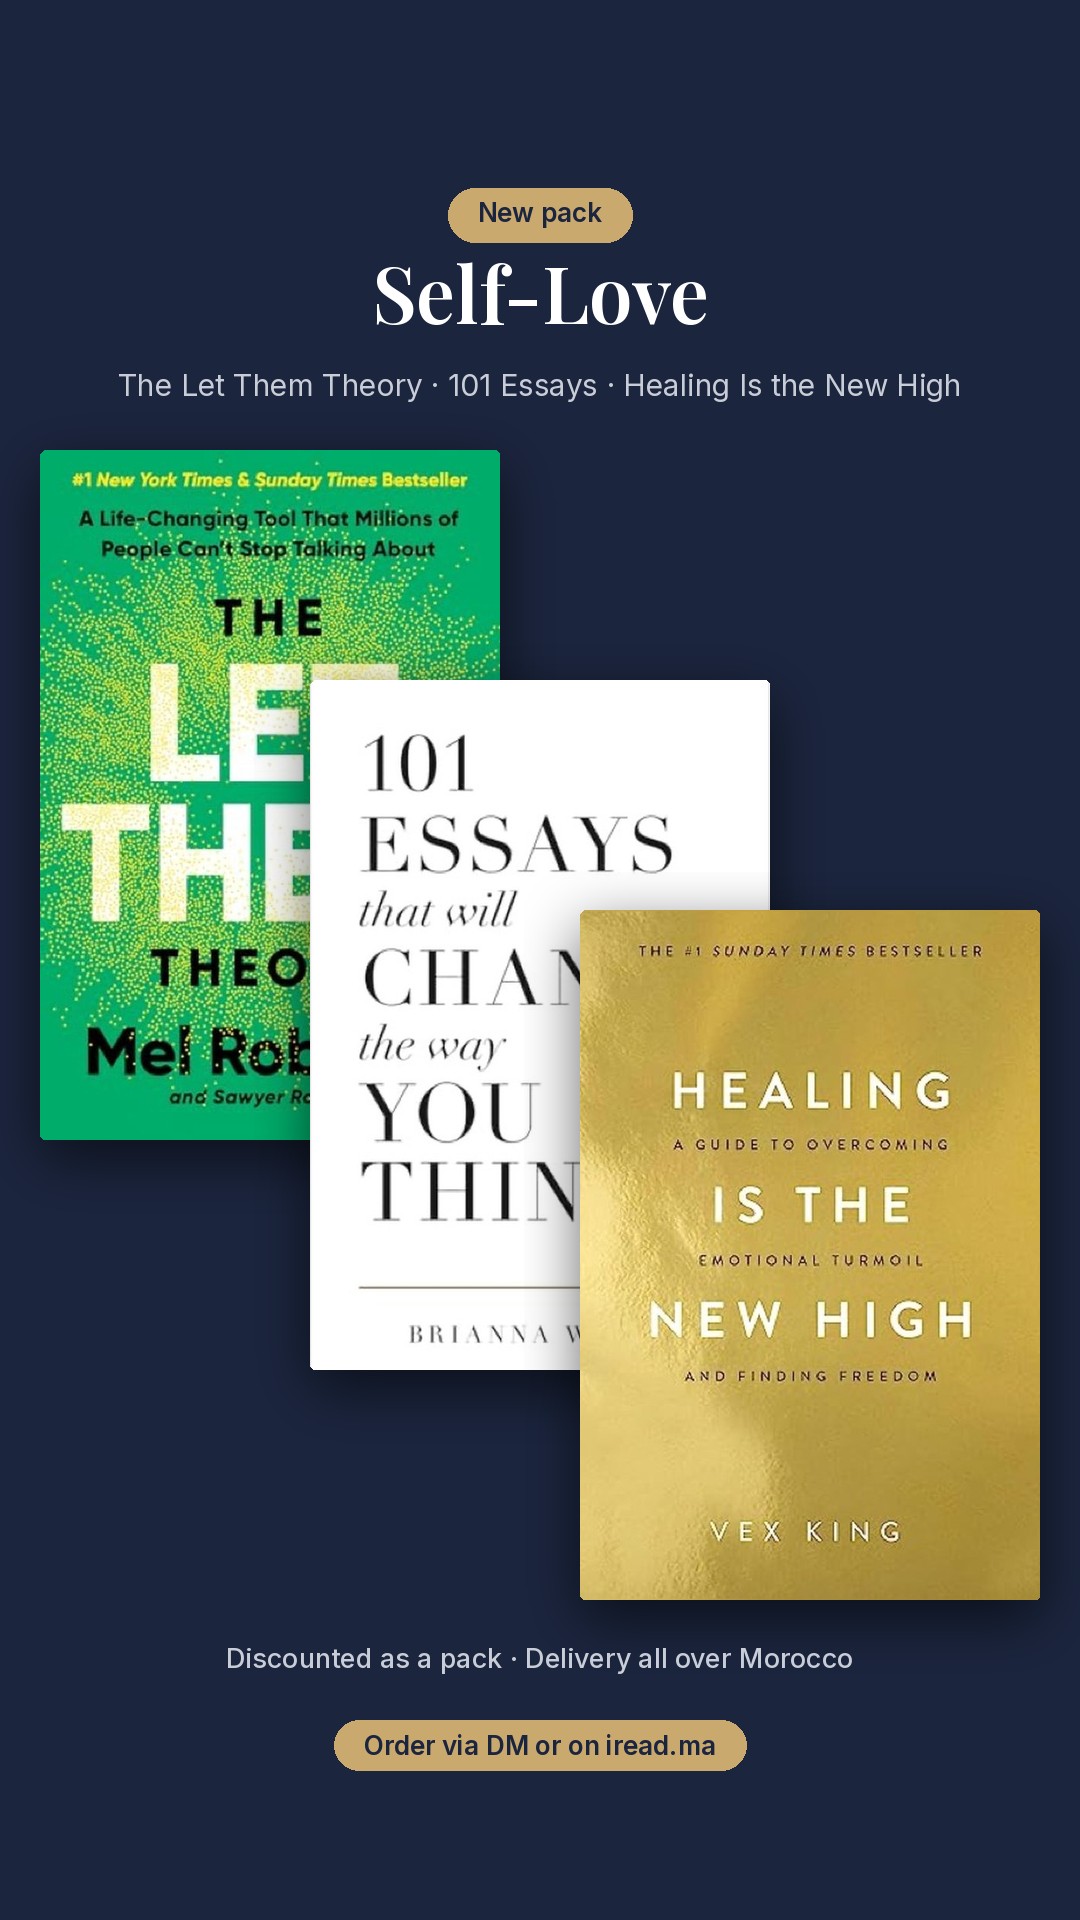 New pack
Self-Love
The Let Them Theory · 101 Essays · Healing Is the New High
#1 New York Times & Sunday Times Bestseller
A Life-Changing Tool That Millions of
People Can't Stop Talking About
THE
LET
THE
THEO
Mel Rob
and Sawyer Ro
101
ESSAYS
that will
CHAN
the way
YOU
THIN
BRIANNA W
THE #1 SUNDAY TIMES BESTSELLER
HEALING
A GUIDE TO OVERCOMING
IS THE
EMOTIONAL TURMOIL
NEW HIGH
AND FINDING FREEDOM
VEX KING
Discounted as a pack · Delivery all over Morocco
Order via DM or on iread.ma